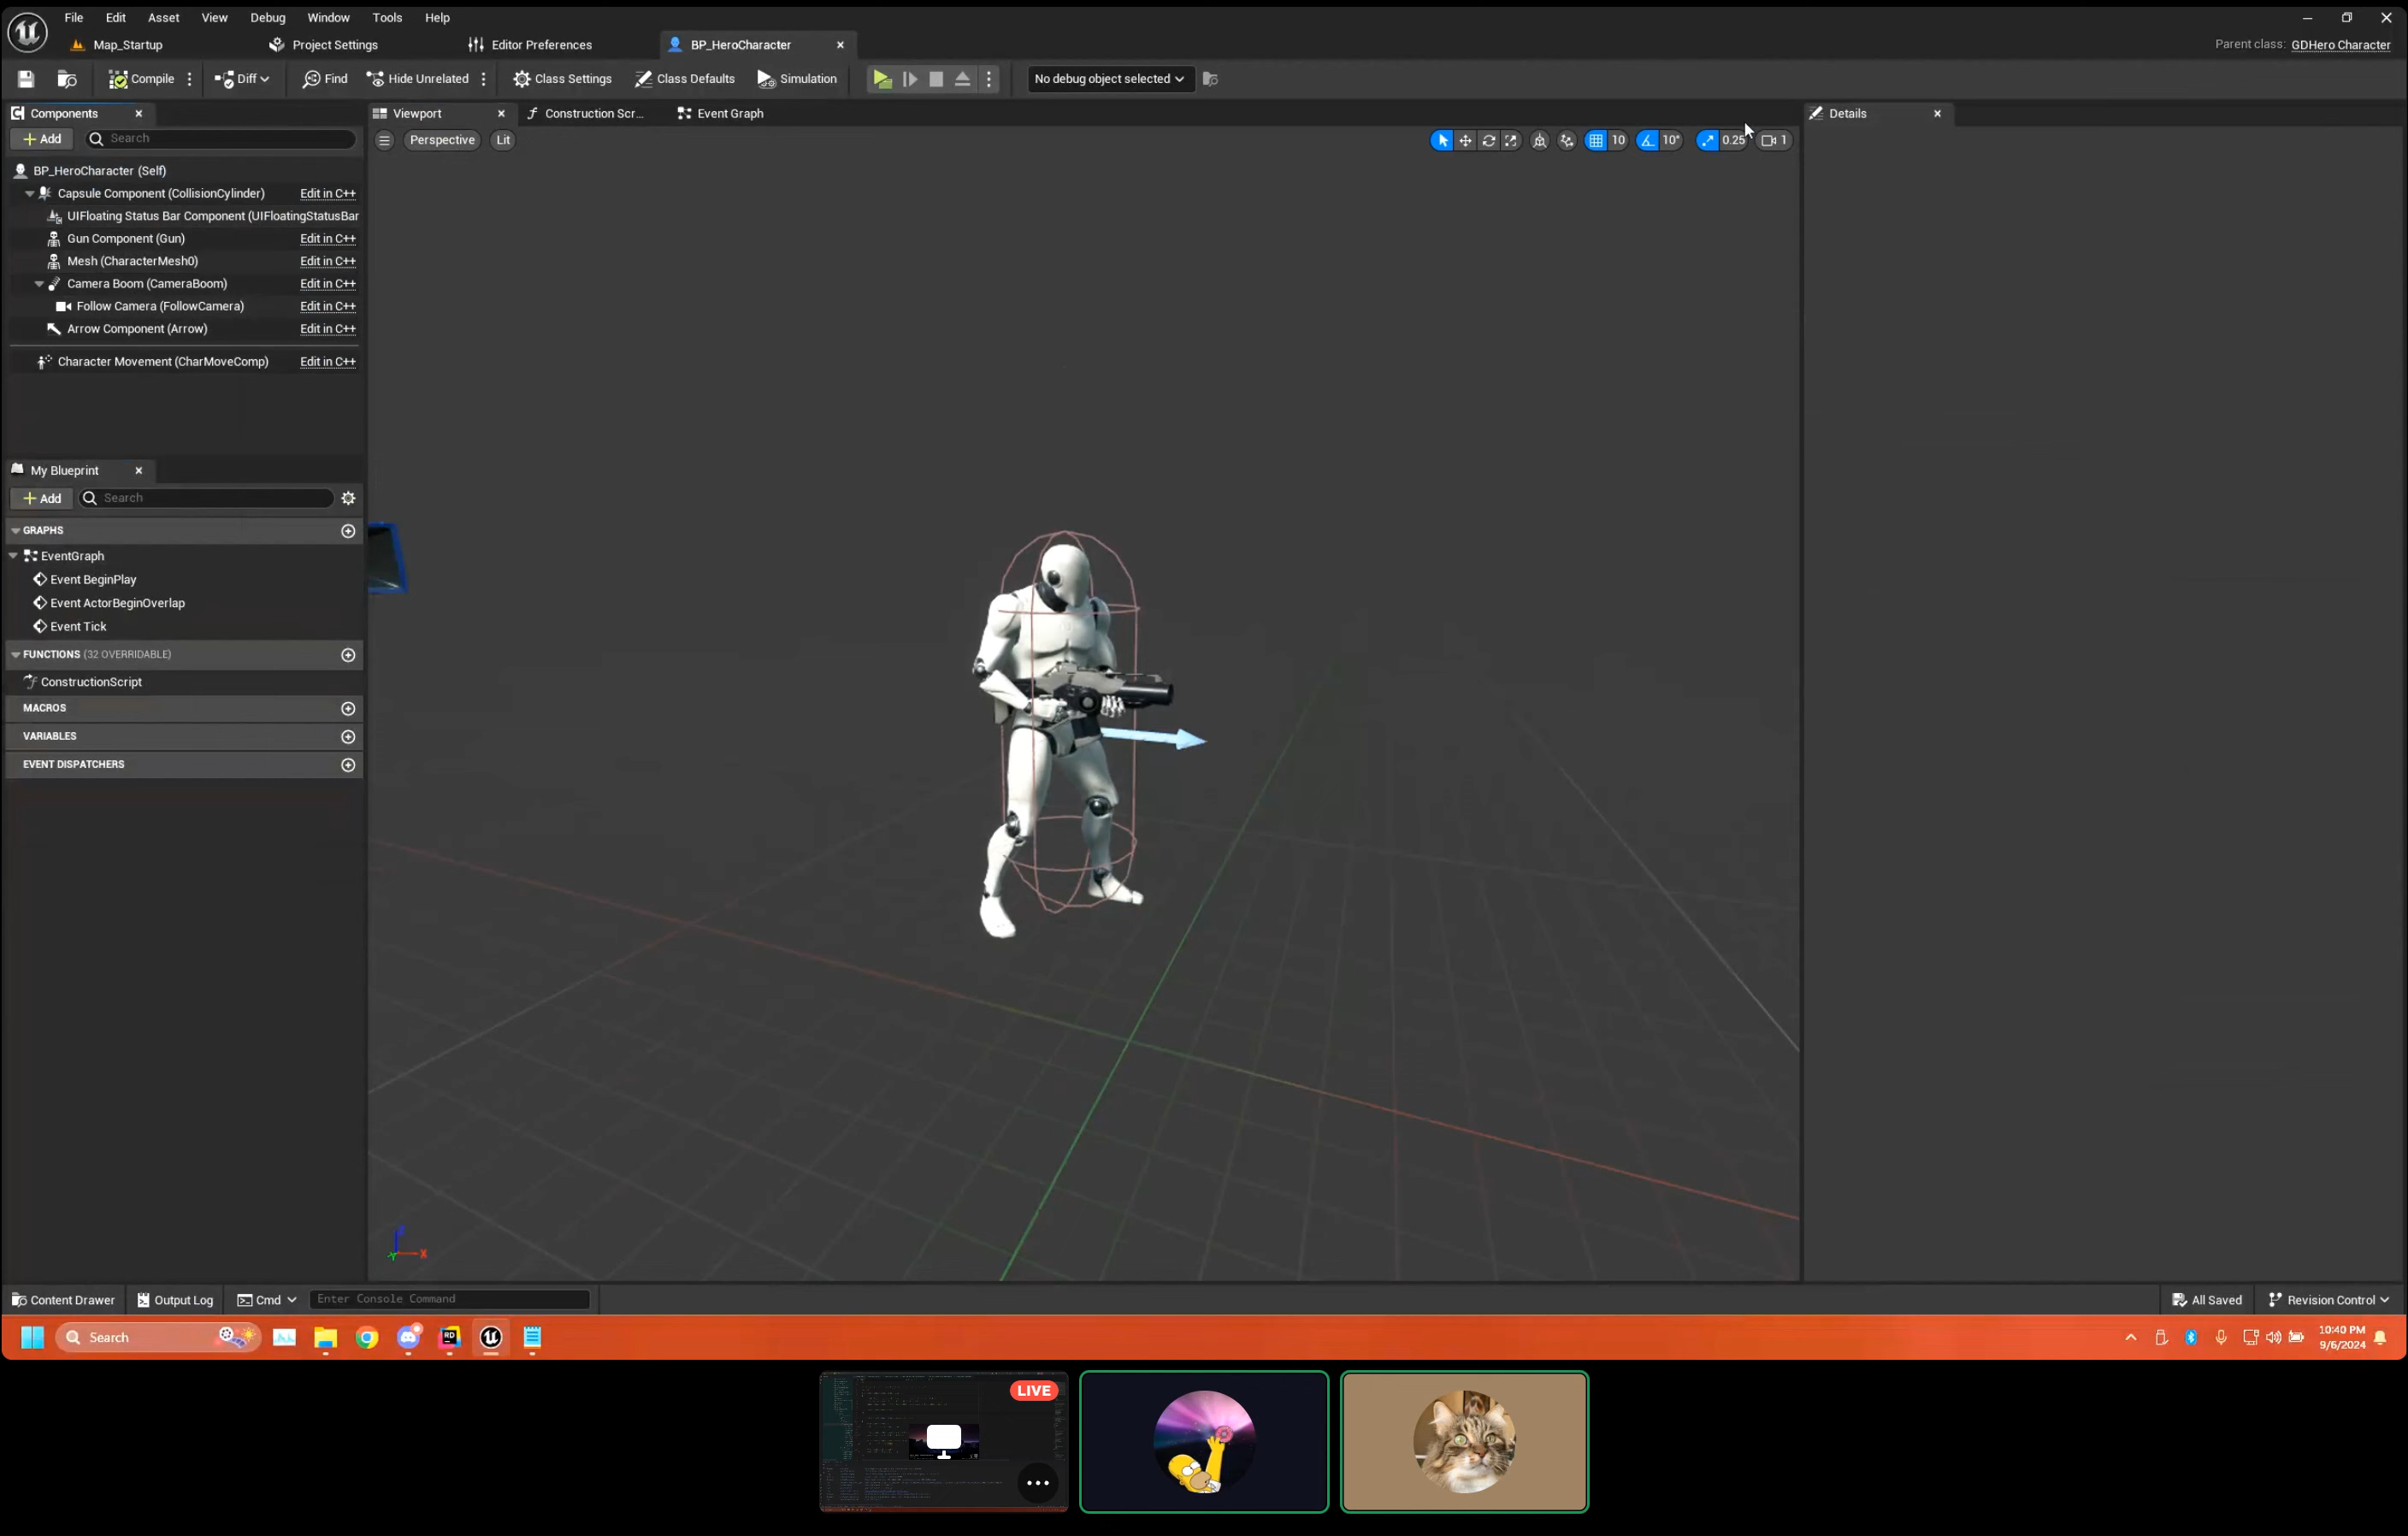 File Edit Asset View Debug Window Tools Help
Map_Startup Project Settings Editor Preferences BP_HeroCharacter
Parent class: GDHero Character
Compile Diff Find Hide Unrelated Class Settings Class Defaults Simulation No debug object selected
Components Viewport Construction Scr... Event Graph Details
Add Search Perspective Lit 10 10° 0.25 1
BP_HeroCharacter (Self)
Capsule Component (CollisionCylinder) Edit in C++
UIFloating Status Bar Component (UIFloatingStatusBar
Gun Component (Gun) Edit in C++
Mesh (CharacterMesh0) Edit in C++
Camera Boom (CameraBoom) Edit in C++
Follow Camera (FollowCamera) Edit in C++
Arrow Component (Arrow) Edit in C++
Character Movement (CharMoveComp) Edit in C++
My Blueprint
Add Search
GRAPHS
EventGraph
Event BeginPlay
Event ActorBeginOverlap
Event Tick
FUNCTIONS (32 OVERRIDABLE)
ConstructionScript
MACROS
VARIABLES
EVENT DISPATCHERS
X
Content Drawer Output Log Cmd Enter Console Command All Saved Revision Control
Search RD 10:40 PM
9/6/2024
LIVE